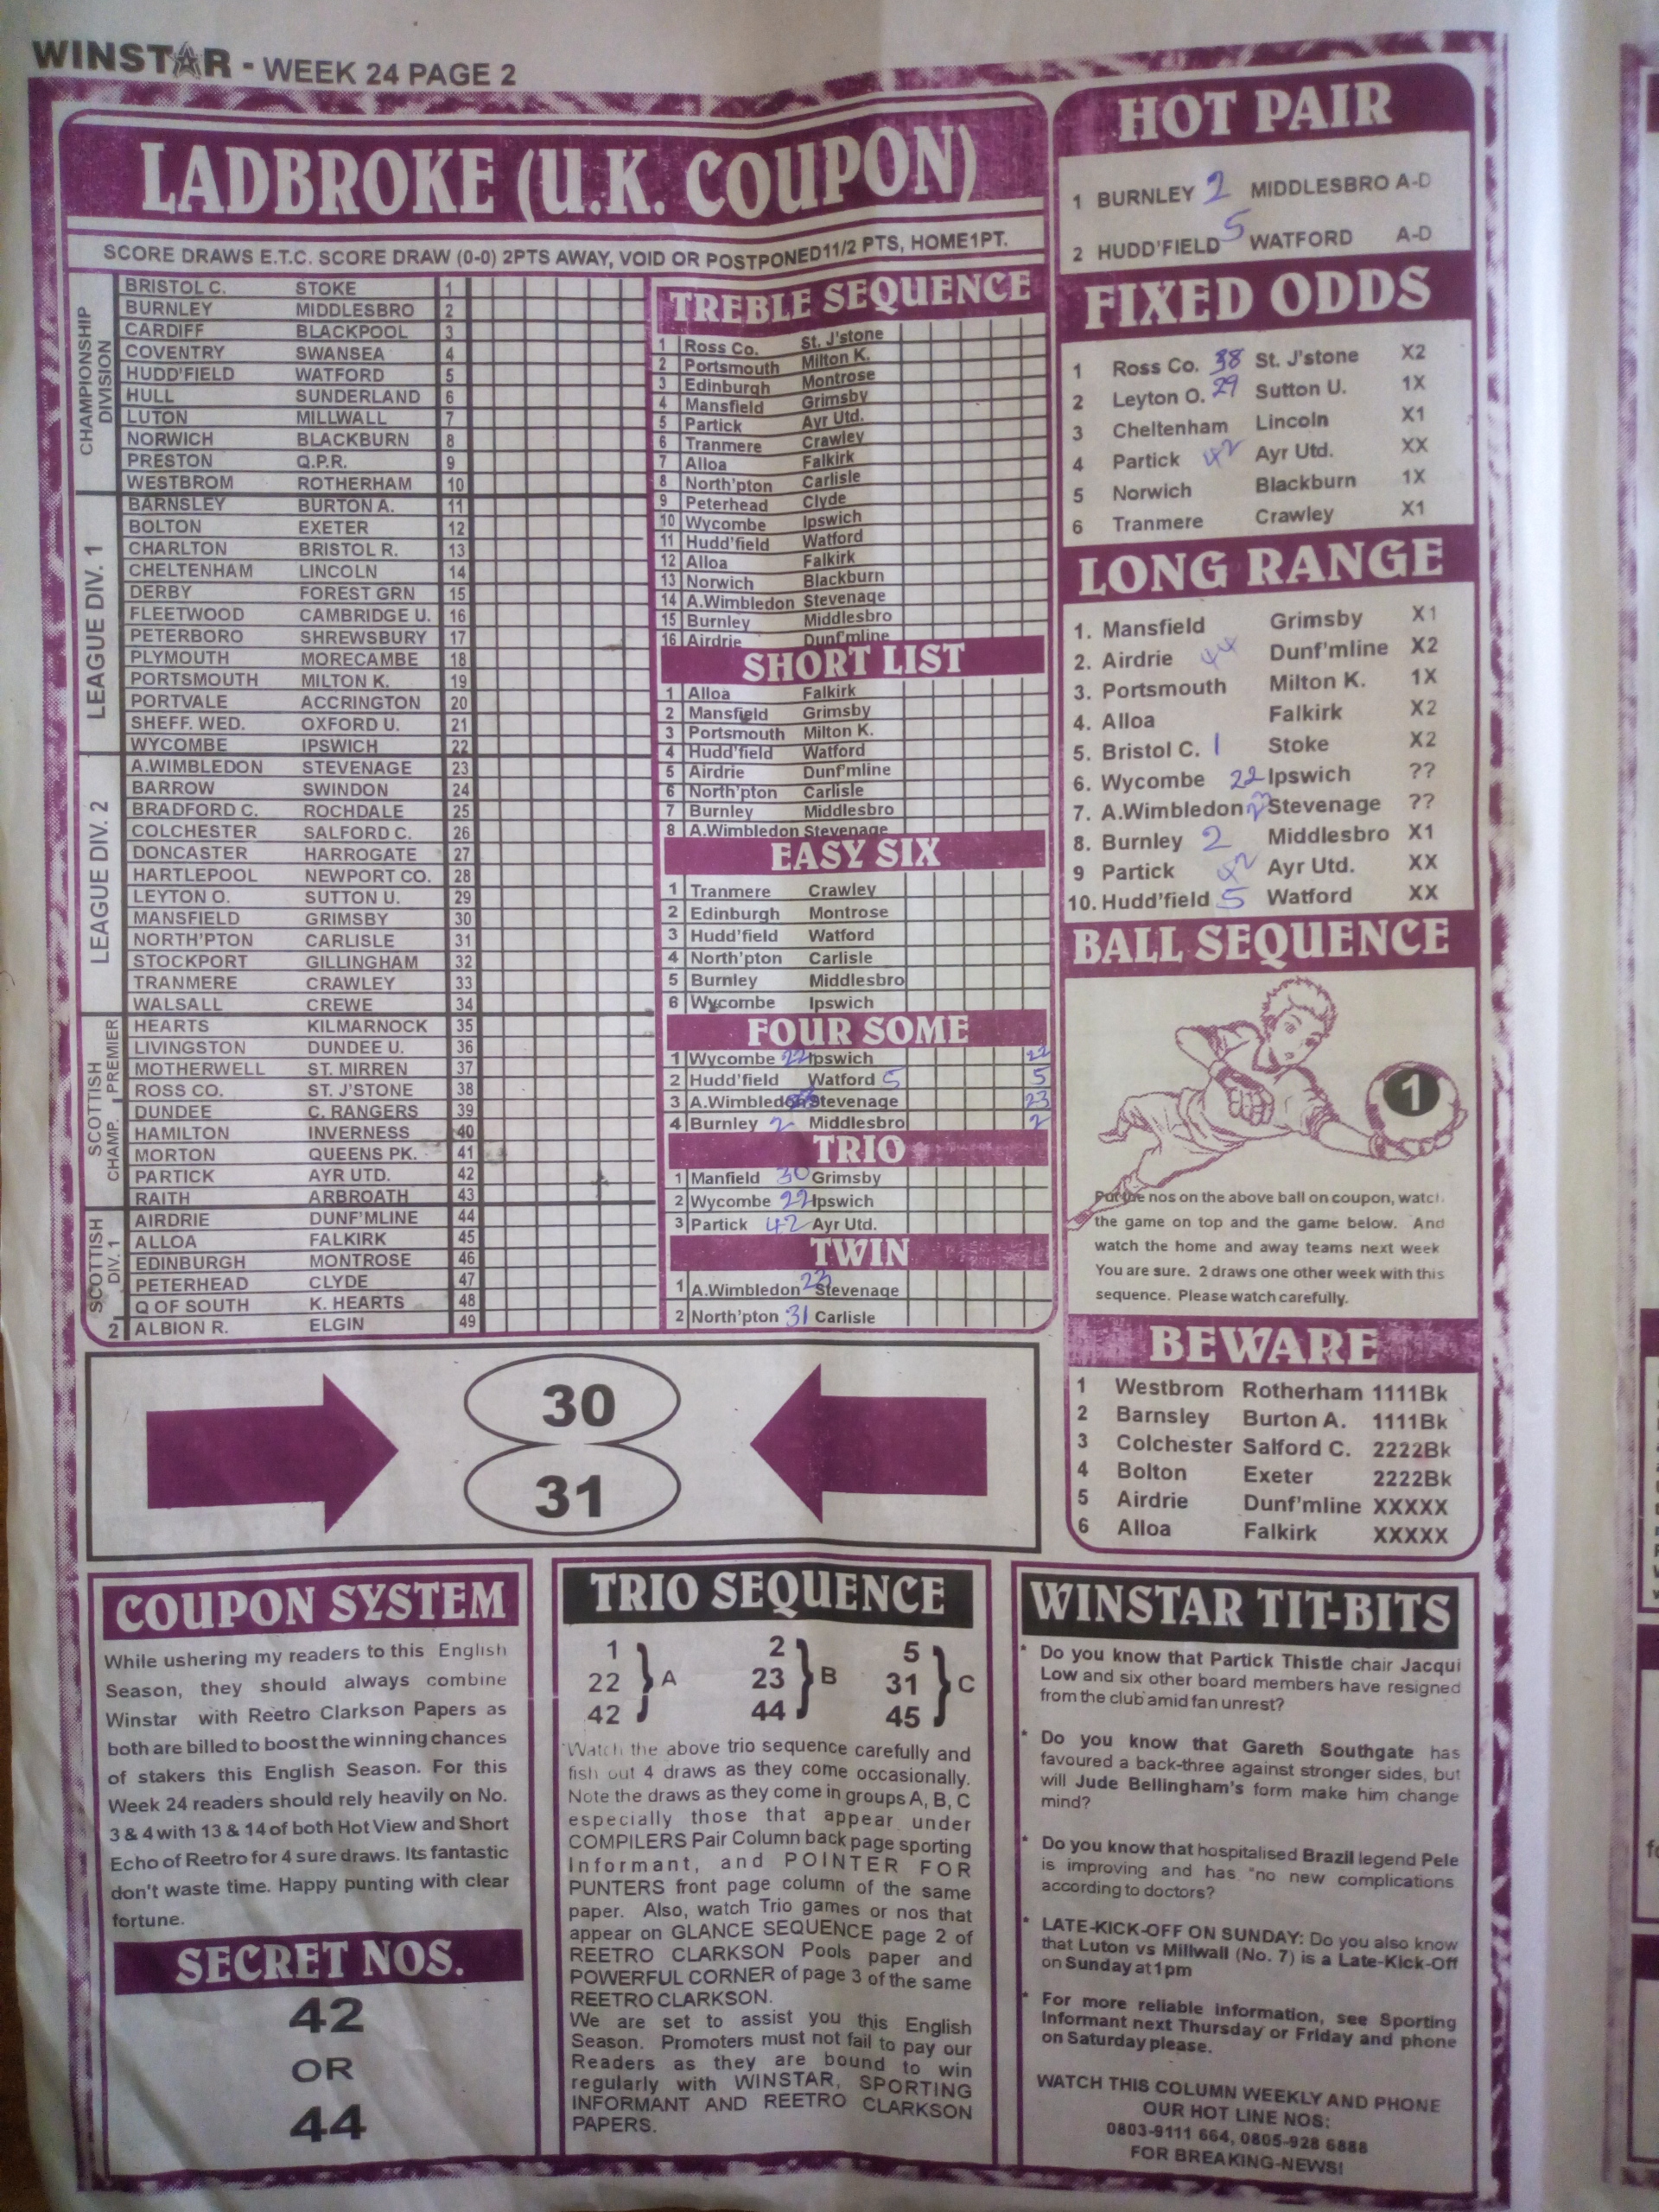 WINSTAR - WEEK 24 PAGE 2
LADBROKE (U.K. COUPON)
SCORE DRAWS E.T.C. SCORE DRAW (0-0) 2PTS AWAY, VOID OR POSTPONED11/2 PTS, HOME1PT.
CHAMPIONSHIP DIVISION
BRISTOL C. STOKE 1
BURNLEY MIDDLESBRO 2
CARDIFF BLACKPOOL 3
COVENTRY SWANSEA 4
HUDD'FIELD WATFORD 5
HULL SUNDERLAND 6
LUTON MILLWALL 7
NORWICH BLACKBURN 8
PRESTON Q.P.R. 9
WESTBROM ROTHERHAM 10
LEAGUE DIV. 1
BARNSLEY BURTON A. 11
BOLTON EXETER 12
CHARLTON BRISTOL R. 13
CHELTENHAM LINCOLN 14
DERBY FOREST GRN 15
FLEETWOOD CAMBRIDGE U. 16
PETERBORO SHREWSBURY 17
PLYMOUTH MORECAMBE 18
PORTSMOUTH MILTON K. 19
PORTVALE ACCRINGTON 20
SHEFF. WED. OXFORD U. 21
WYCOMBE IPSWICH 22
LEAGUE DIV. 2
A.WIMBLEDON STEVENAGE 23
BARROW SWINDON 24
BRADFORD C. ROCHDALE 25
COLCHESTER SALFORD C. 26
DONCASTER HARROGATE 27
HARTLEPOOL NEWPORT CO. 28
LEYTON O. SUTTON U. 29
MANSFIELD GRIMSBY 30
NORTH'PTON CARLISLE 31
STOCKPORT GILLINGHAM 32
TRANMERE CRAWLEY 33
WALSALL CREWE 34
SCOTTISH PREMIER
CHAMP.
HEARTS KILMARNOCK 35
LIVINGSTON DUNDEE U. 36
MOTHERWELL ST. MIRREN 37
ROSS CO. ST. J'STONE 38
DUNDEE C. RANGERS 39
HAMILTON INVERNESS 40
MORTON QUEENS PK. 41
PARTICK AYR UTD. 42
RAITH ARBROATH 43
SCOTTISH DIV. 1
AIRDRIE DUNF'MLINE 44
ALLOA FALKIRK 45
EDINBURGH MONTROSE 46
PETERHEAD CLYDE 47
Q OF SOUTH K. HEARTS 48
2 ALBION R. ELGIN 49
TREBLE SEQUENCE
1 Ross Co. St. J'stone
2 Portsmouth Milton K.
3 Edinburgh Montrose
4 Mansfield Grimsby
5 Partick Ayr Utd.
6 Tranmere Crawley
7 Alloa Falkirk
8 North'pton Carlisle
9 Peterhead Clyde
10 Wycombe Ipswich
11 Hudd'field Watford
12 Alloa Falkirk
13 Norwich Blackburn
14 A.Wimbledon Stevenage
15 Burnley Middlesbro
16 Airdrie Dunf'mline
SHORT LIST
1 Alloa Falkirk
2 Mansfield Grimsby
3 Portsmouth Milton K.
4 Hudd'field Watford
5 Airdrie Dunf'mline
6 North'pton Carlisle
7 Burnley Middlesbro
8 A.Wimbledon Stevenage
EASY SIX
1 Tranmere Crawley
2 Edinburgh Montrose
3 Hudd'field Watford
4 North'pton Carlisle
5 Burnley Middlesbro
6 Wycombe Ipswich
FOUR SOME
1 Wycombe 22 Ipswich 22
2 Hudd'field Watford 5 5
3 A.Wimbledon Stevenage 23
4 Burnley 2 Middlesbro 2
TRIO
1 Manfield 30 Grimsby
2 Wycombe 22 Ipswich
3 Partick 42 Ayr Utd.
TWIN
1 A.Wimbledon 23 Stevenage
2 North'pton 31 Carlisle
HOT PAIR
1 BURNLEY 2 MIDDLESBRO A-D
2 HUDD'FIELD 5 WATFORD A-D
FIXED ODDS
1 Ross Co. 38 St. J'stone X2
2 Leyton O. 29 Sutton U. 1X
3 Cheltenham Lincoln X1
4 Partick 42 Ayr Utd. XX
5 Norwich Blackburn 1X
6 Tranmere Crawley X1
LONG RANGE
1. Mansfield Grimsby X1
2. Airdrie 44 Dunf'mline X2
3. Portsmouth Milton K. 1X
4. Alloa Falkirk X2
5. Bristol C. 1 Stoke X2
6. Wycombe 22 Ipswich ??
7. A.Wimbledon 23 Stevenage ??
8. Burnley 2 Middlesbro X1
9 Partick 42 Ayr Utd. XX
10. Hudd'field 5 Watford XX
BALL SEQUENCE
1
Put the nos on the above ball on coupon, watch
the game on top and the game below. And
watch the home and away teams next week
You are sure. 2 draws one other week with this
sequence. Please watch carefully.
BEWARE
1 Westbrom Rotherham 1111Bk
2 Barnsley Burton A. 1111Bk
3 Colchester Salford C. 2222Bk
4 Bolton Exeter 2222Bk
5 Airdrie Dunf'mline XXXXX
6 Alloa Falkirk XXXXX
30
31
COUPON SYSTEM
While ushering my readers to this English
Season, they should always combine
Winstar with Reetro Clarkson Papers as
both are billed to boost the winning chances
of stakers this English Season. For this
Week 24 readers should rely heavily on No.
3 & 4 with 13 & 14 of both Hot View and Short
Echo of Reetro for 4 sure draws. Its fantastic
don't waste time. Happy punting with clear
fortune.
SECRET NOS.
42
OR
44
TRIO SEQUENCE
1 2 5
22 A 23 B 31 C
42 44 45
Watch the above trio sequence carefully and
fish out 4 draws as they come occasionally.
Note the draws as they come in groups A, B, C
especially those that appear under
COMPILERS Pair Column back page sporting
Informant, and POINTER FOR
PUNTERS front page column of the same
paper. Also, watch Trio games or nos that
appear on GLANCE SEQUENCE page 2 of
REETRO CLARKSON Pools paper and
POWERFUL CORNER of page 3 of the same
REETRO CLARKSON.
We are set to assist you this English
Season. Promoters must not fail to pay our
Readers as they are bound to win
regularly with WINSTAR, SPORTING
INFORMANT AND REETRO CLARKSON
PAPERS.
WINSTAR TIT-BITS
* Do you know that Partick Thistle chair Jacqui
Low and six other board members have resigned
from the club amid fan unrest?
* Do you know that Gareth Southgate has
favoured a back-three against stronger sides, but
will Jude Bellingham's form make him change
mind?
* Do you know that hospitalised Brazil legend Pele
is improving and has "no new complications
according to doctors?
* LATE-KICK-OFF ON SUNDAY: Do you also know
that Luton vs Millwall (No. 7) is a Late-Kick-Off
on Sunday at 1pm
* For more reliable information, see Sporting
Informant next Thursday or Friday and phone
on Saturday please.
WATCH THIS COLUMN WEEKLY AND PHONE
OUR HOT LINE NOS:
0803-9111 664, 0805-928 6888
FOR BREAKING-NEWS!